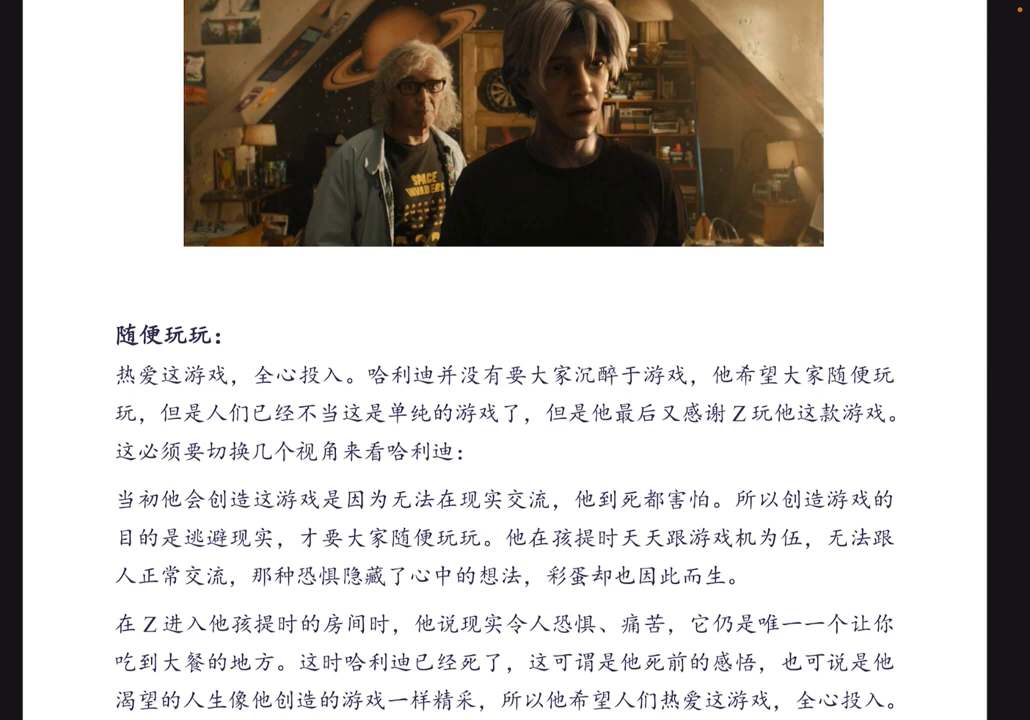 SPACE
INVADERS
随便玩玩：
热爱这游戏，全心投入。哈利迪并没有要大家沉醉于游戏，他希望大家随便玩
玩，但是人们已经不当这是单纯的游戏了，但是他最后又感谢 Z 玩他这款游戏。
这必须要切换几个视角来看哈利迪：
当初他会创造这游戏是因为无法在现实交流，他到死都害怕。所以创造游戏的
目的是逃避现实，才要大家随便玩玩。他在孩提时天天跟游戏机为伍，无法跟
人正常交流，那种恐惧隐藏了心中的想法，彩蛋却也因此而生。
在 Z 进入他孩提时的房间时，他说现实令人恐惧、痛苦，它仍是唯一一个让你
吃到大餐的地方。这时哈利迪已经死了，这可谓是他死前的感悟，也可说是他
渴望的人生像他创造的游戏一样精采，所以他希望人们热爱这游戏，全心投入。